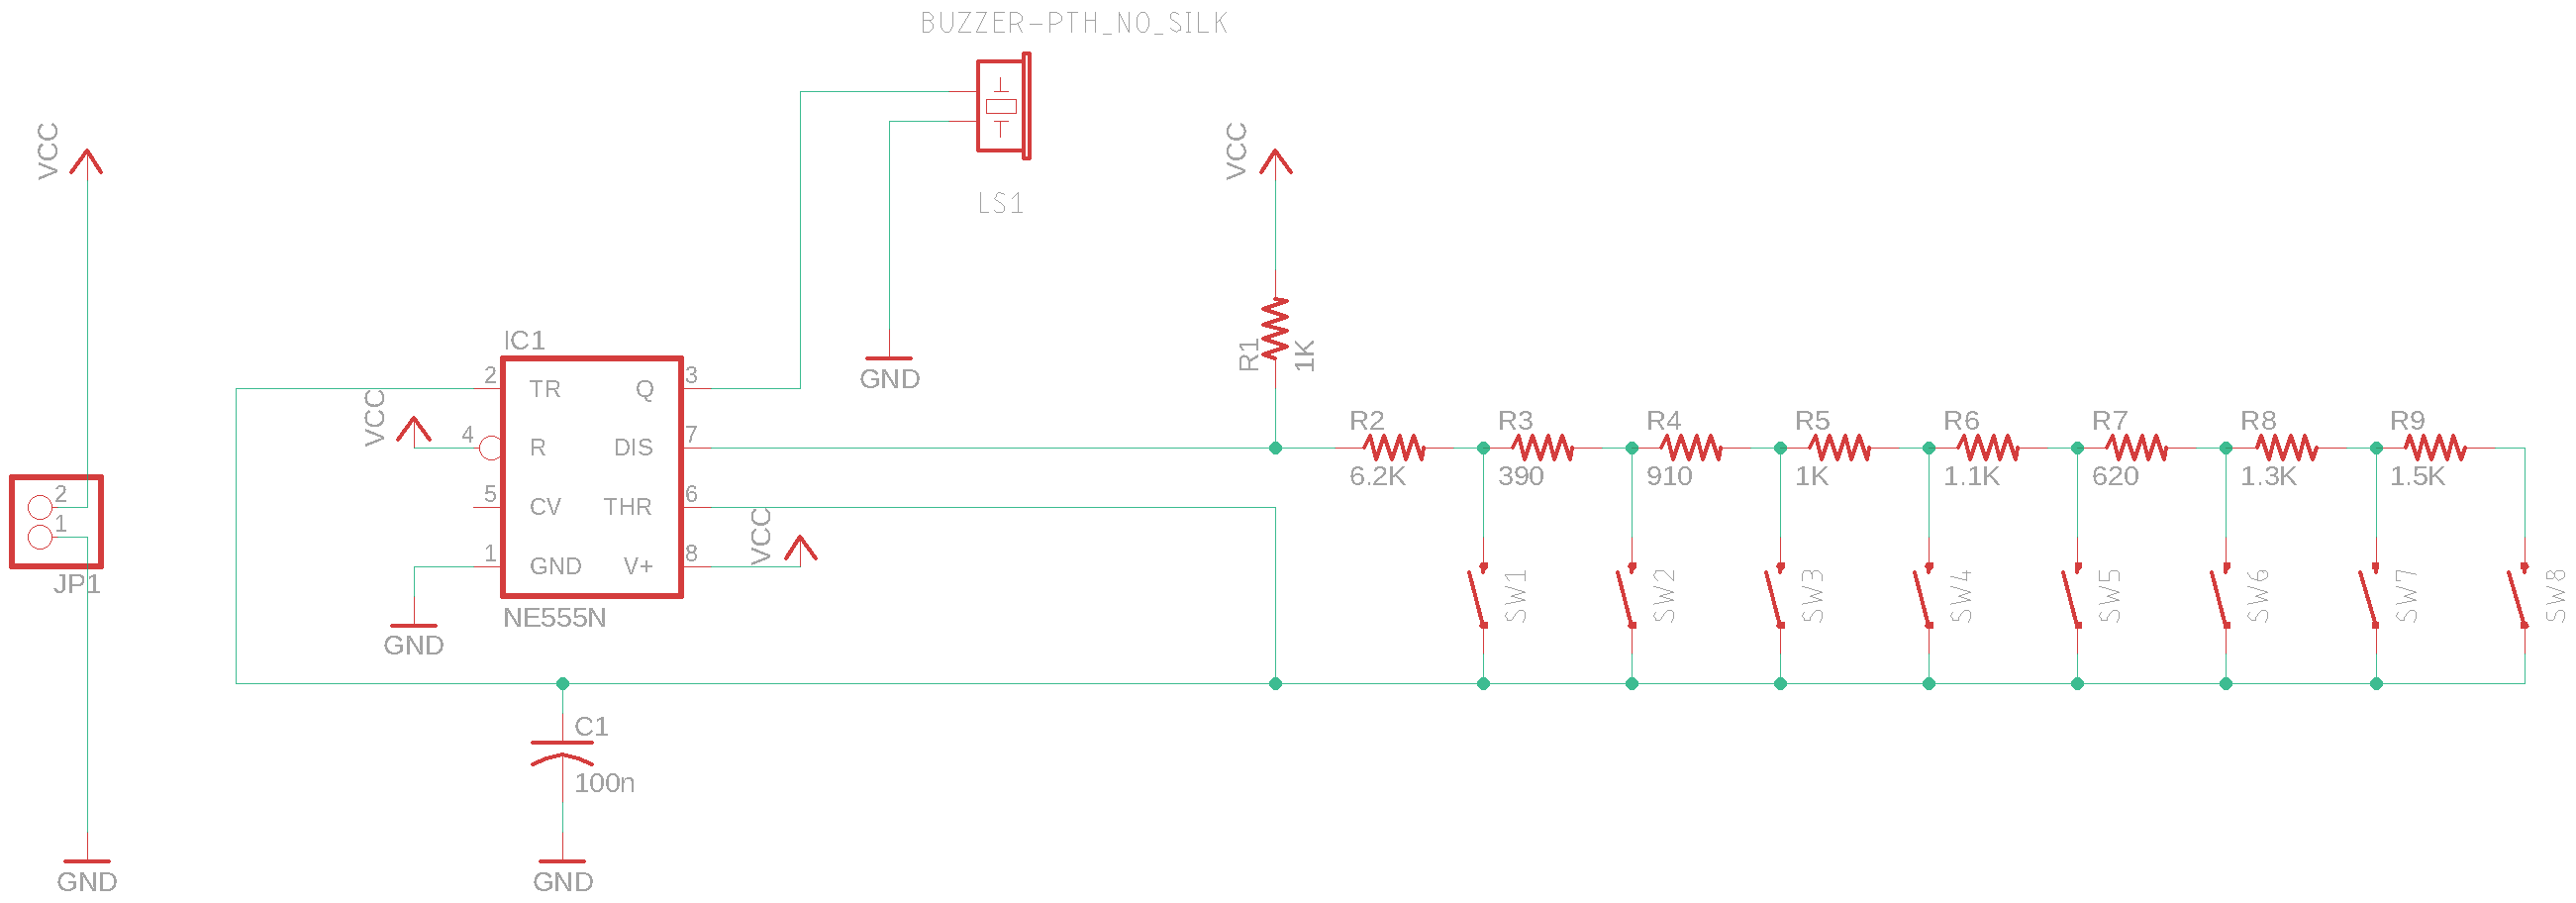 BUZZER-PTH_NO_SILK
LS1
VCC
VCC
R1
1K
GND
IC1
2
TR
Q
3
VCC
4
R
DIS
7
5
CV
THR
6
1
GND
V+
8
VCC
NE555N
GND
2
1
JP1
GND
R2
6.2K
R3
390
R4
910
R5
1K
R6
1.1K
R7
620
R8
1.3K
R9
1.5K
SW1
SW2
SW3
SW4
SW5
SW6
SW7
SW8
C1
100n
GND